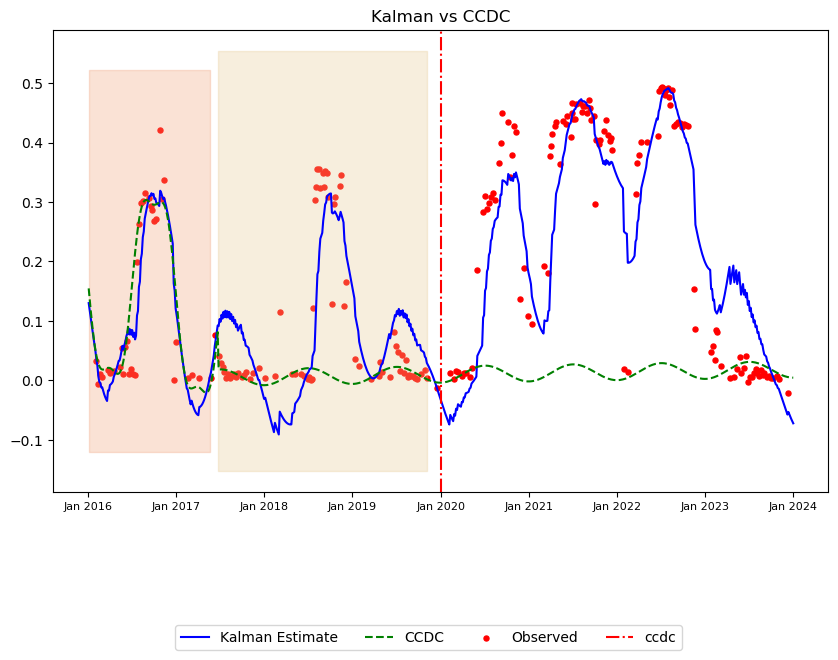 Kalman vs CCDC
0.5
0.4
0.3
0.2
0.1
0.0
−0.1
Jan 2016 Jan 2017 Jan 2018 Jan 2019 Jan 2020 Jan 2021 Jan 2022 Jan 2023 Jan 2024
Kalman Estimate CCDC Observed ccdc